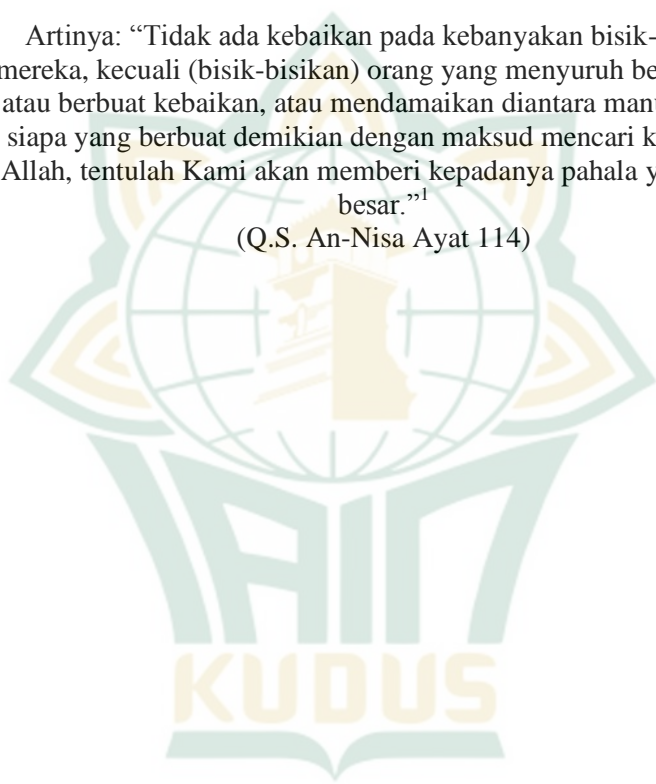 Artinya: “Tidak ada kebaikan pada kebanyakan bisik-
mereka, kecuali (bisik-bisikan) orang yang menyuruh be
atau berbuat kebaikan, atau mendamaikan diantara man
siapa yang berbuat demikian dengan maksud mencari k
Allah, tentulah Kami akan memberi kepadanya pahala y
besar.”1
(Q.S. An-Nisa Ayat 114)
IAIN
KUDUS